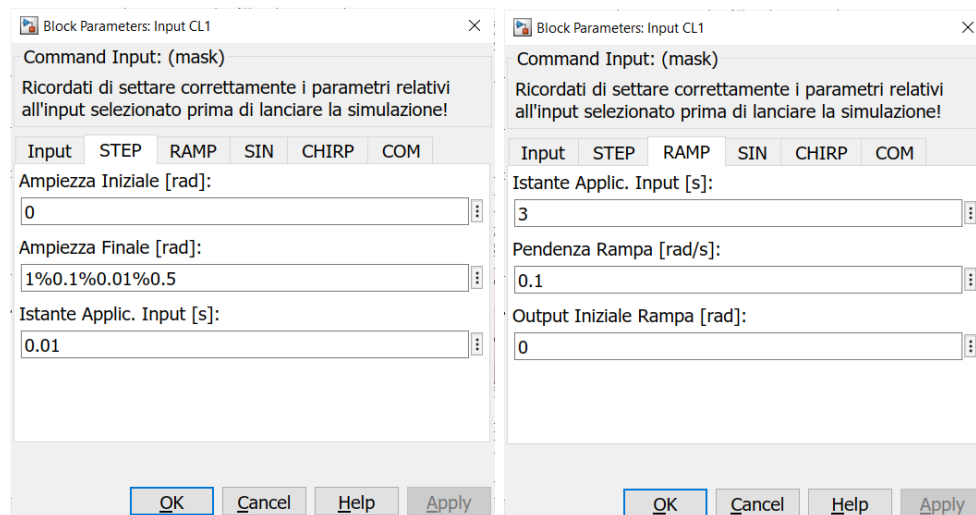 Block Parameters: Input CL1
Command Input: (mask)
Ricordati di settare correttamente i parametri relativi
all'input selezionato prima di lanciare la simulazione!
Input STEP RAMP SIN CHIRP COM
Ampiezza Iniziale [rad]:
0
Ampiezza Finale [rad]:
1%0.1%0.01%0.5
Istante Applic. Input [s]:
0.01
OK Cancel Help Apply
Block Parameters: Input CL1
Command Input: (mask)
Ricordati di settare correttamente i parametri relativi
all'input selezionato prima di lanciare la simulazione!
Input STEP RAMP SIN CHIRP COM
Istante Applic. Input [s]:
3
Pendenza Rampa [rad/s]:
0.1
Output Iniziale Rampa [rad]:
0
OK Cancel Help Apply